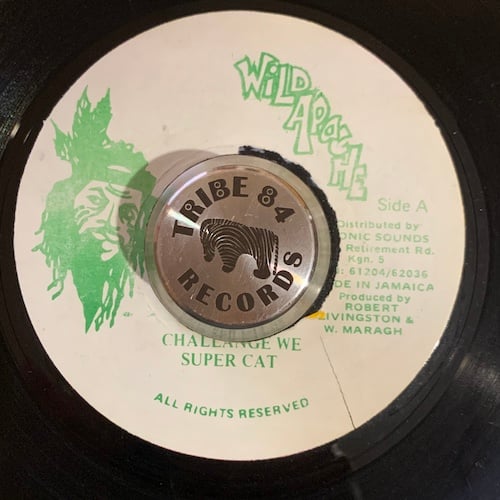 WILD
APACHE
Side A
TRIBE 84
RECORDS
Distributed by
ONIC SOUNDS
Retirement Rd.
Kgn. 5
: 61204/62036
DE IN JAMAICA
Produced by
ROBERT
IVINGSTON &
W. MARAGH
CHALLANGE WE
SUPER CAT
ALL RIGHTS RESERVED